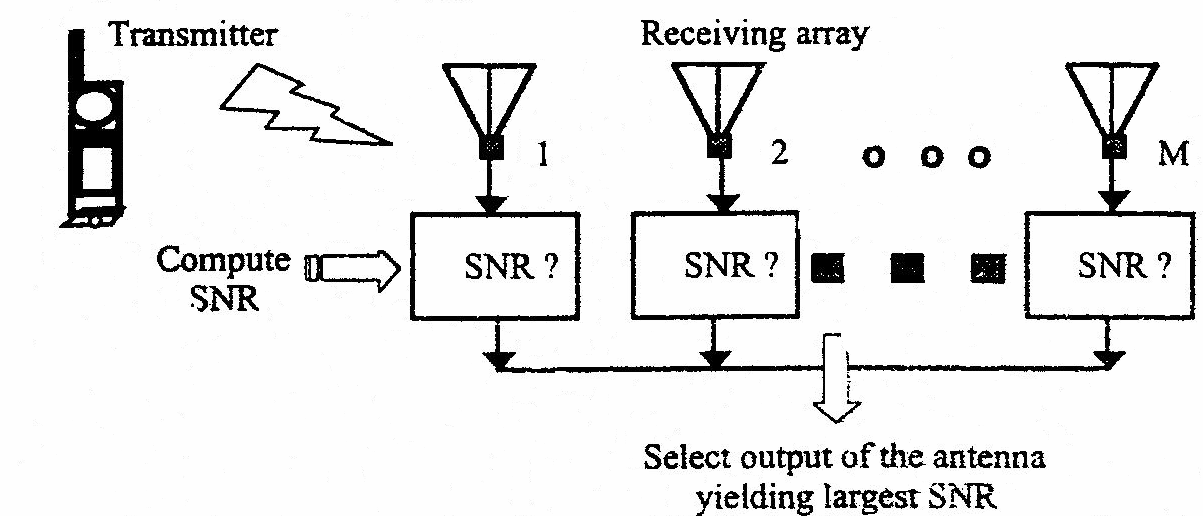 Transmitter
Receiving array
1
2
M
Compute
SNR
SNR ?
SNR ?
SNR ?
Select output of the antenna
yielding largest SNR